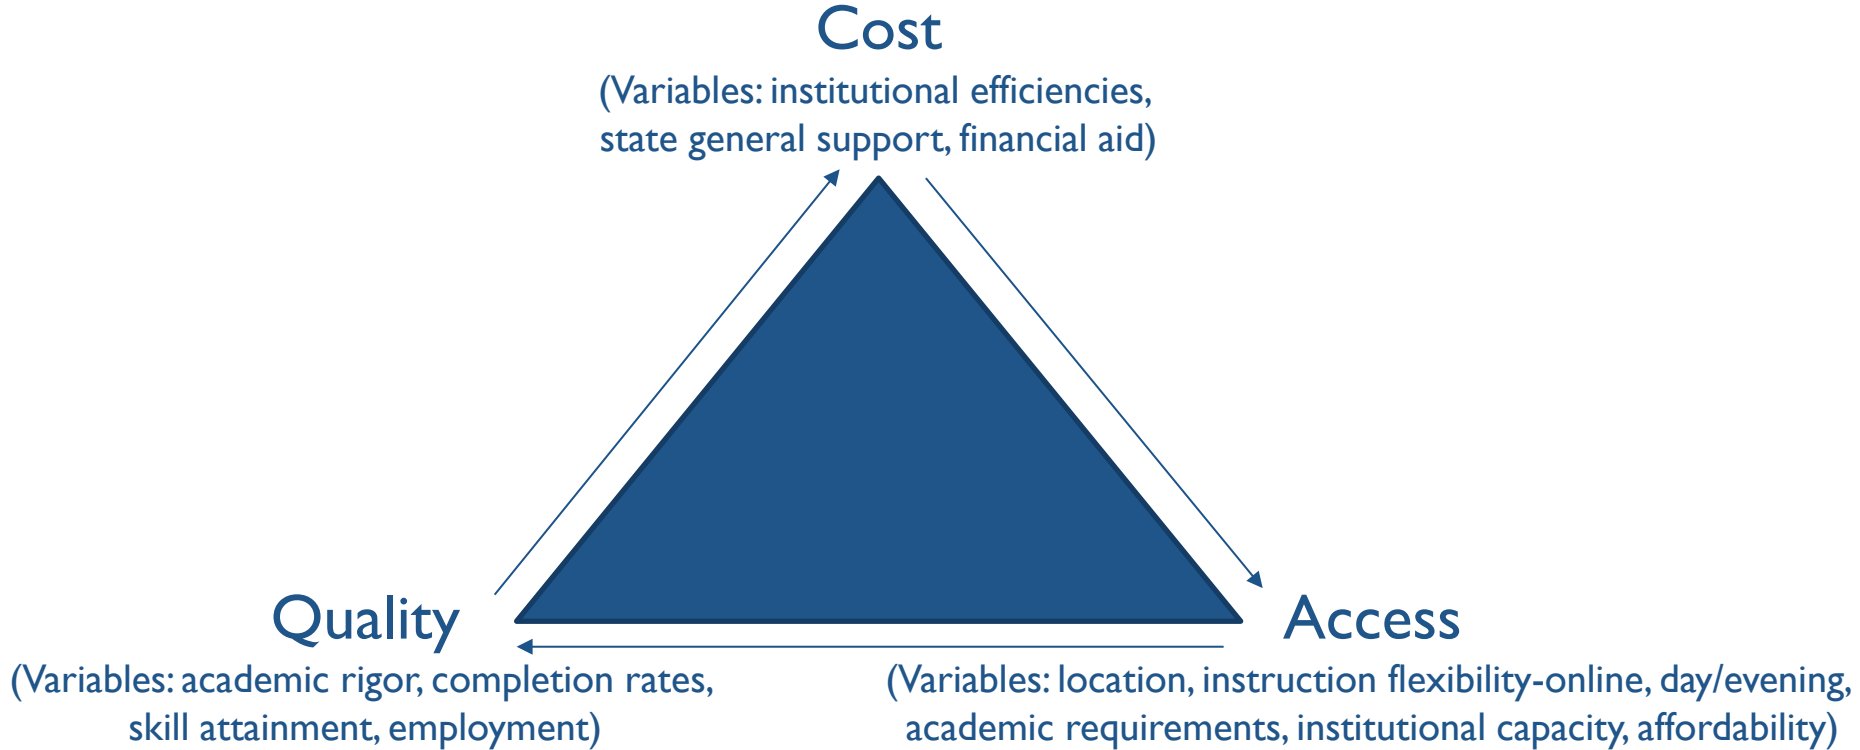 Cost
(Variables: institutional efficiencies,
state general support, financial aid)
Quality
(Variables: academic rigor, completion rates,
skill attainment, employment)
Access
(Variables: location, instruction flexibility-online, day/evening,
academic requirements, institutional capacity, affordability)